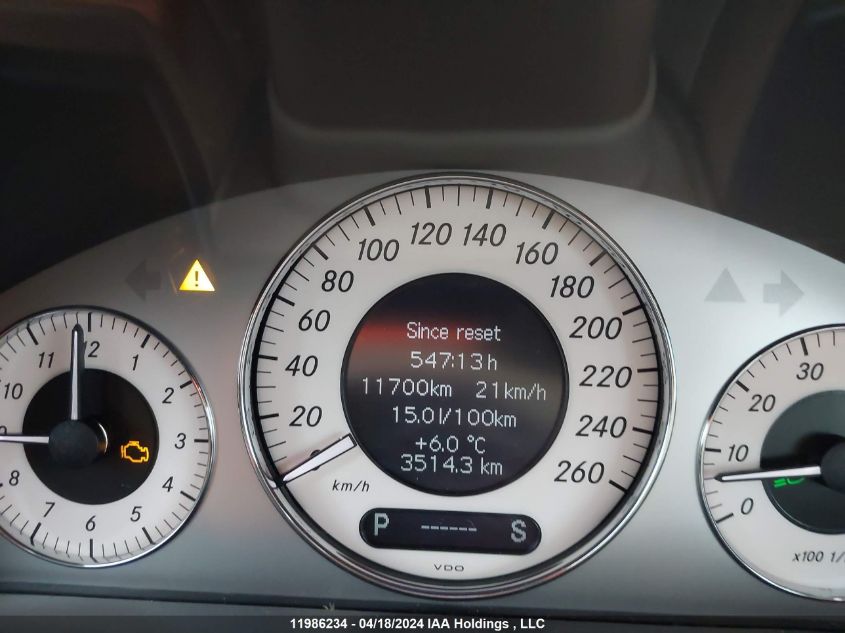 Since reset
547:13 h
11700km 21km/h
15.0l/100km
+6.0 °C
3514.3 km
0 20 40 60 80 100 120 140 160 180 200 220 240 260
km/h
P ------ S
VDO
12 1 2 3 4 5 6 7 8 10 11
0 10 20 30
x100 1/
11986234 - 04/18/2024 IAA Holdings , LLC